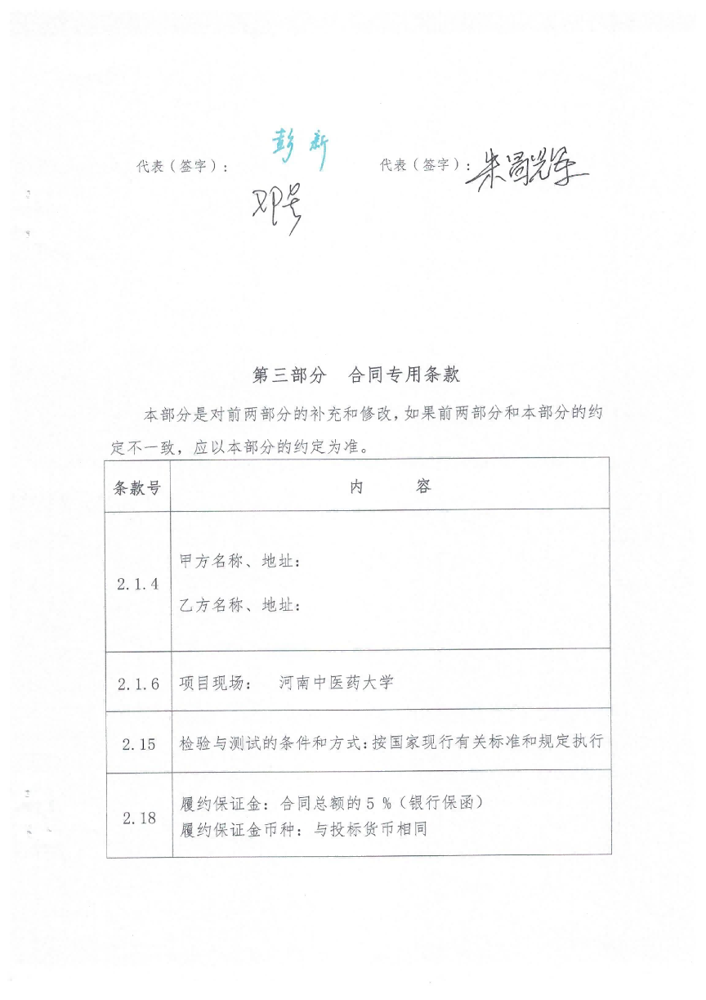 代表（签字）： 彭新 代表（签字）：
第三部分 合同专用条款
本部分是对前两部分的补充和修改，如果前两部分和本部分的约
定不一致，应以本部分的约定为准。
条款号 内 容
2.1.4 甲方名称、地址：
乙方名称、地址：
2.1.6 项目现场： 河南中医药大学
2.15 检验与测试的条件和方式：按国家现行有关标准和规定执行
2.18 履约保证金：合同总额的5 %（银行保函）
履约保证金币种：与投标货币相同